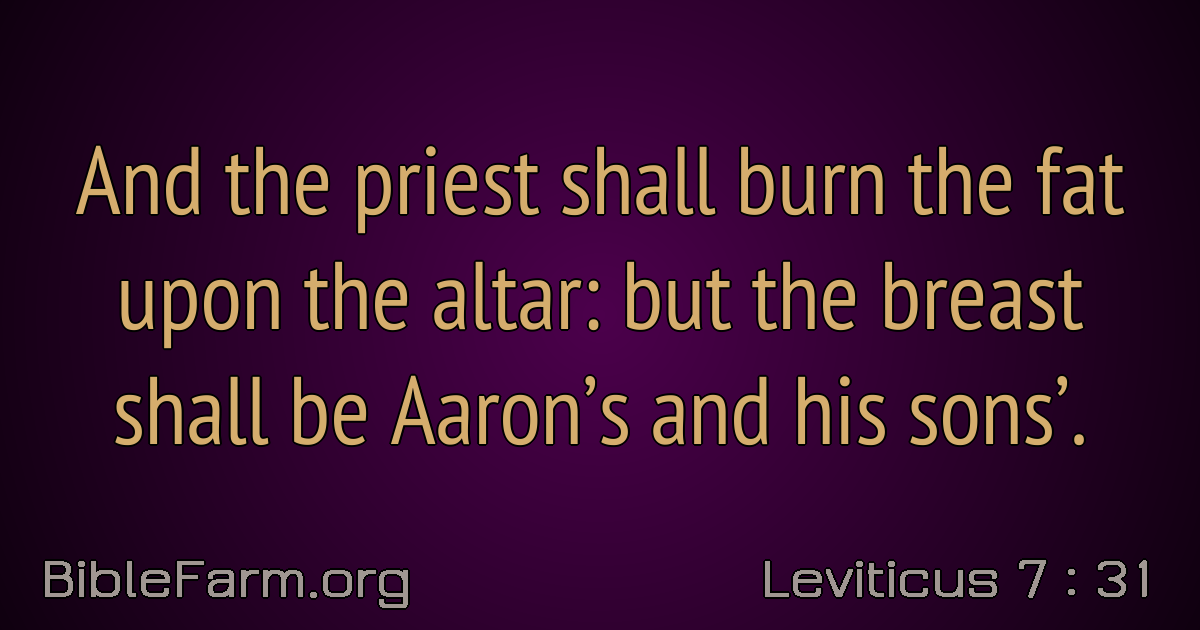 And the priest shall burn the fat
upon the altar: but the breast
shall be Aaron’s and his sons’.
BibleFarm.org
Leviticus 7 : 31